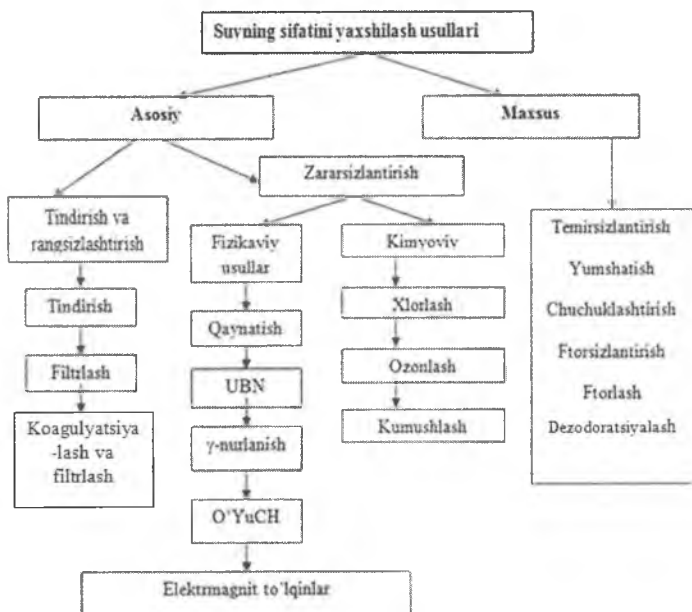 Suvning sifatini yaxshilash usullari
Asosiy
Maxsus
Zararsizlantirish
Tindirish va
rangsizlashtirish
Tindirish
Filtrlash
Koagulyatsiya
-lash va
filtrlash
Fizikaviy
usullar
Qaynatish
UBN
γ-nurlanish
O'YuCH
Elektrmagnit to'lqinlar
Kimyoviv
Xlorlash
Ozonlash
Kumushlash
Temirsizlantirish
Yumshatish
Chuchuklashtirish
Ftorsizlantirish
Ftorlash
Dezodoratsiyalash